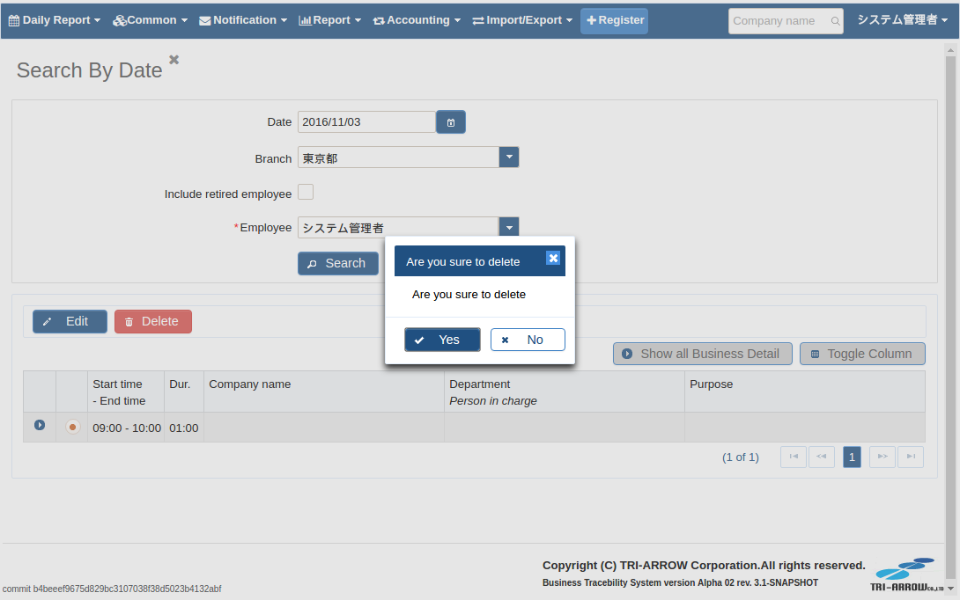 Daily Report Common Notification Report Accounting Import/Export Register Company name システム管理者
Search By Date
Date 2016/11/03
Branch 東京都
Include retired employee
*Employee システム管理者
Search
Are you sure to delete
Are you sure to delete
Yes No
Edit Delete
Show all Business Detail Toggle Column
Start time - End time Dur. Company name Department Person in charge Purpose
09:00 - 10:00 01:00
(1 of 1) 1
Copyright (C) TRI-ARROW Corporation.All rights reserved.
Business Tracebility System version Alpha 02 rev. 3.1-SNAPSHOT
TRI-ARROW CO.,LTD
commit b4beeef9675d829bc3107038f38d5023b4132abf